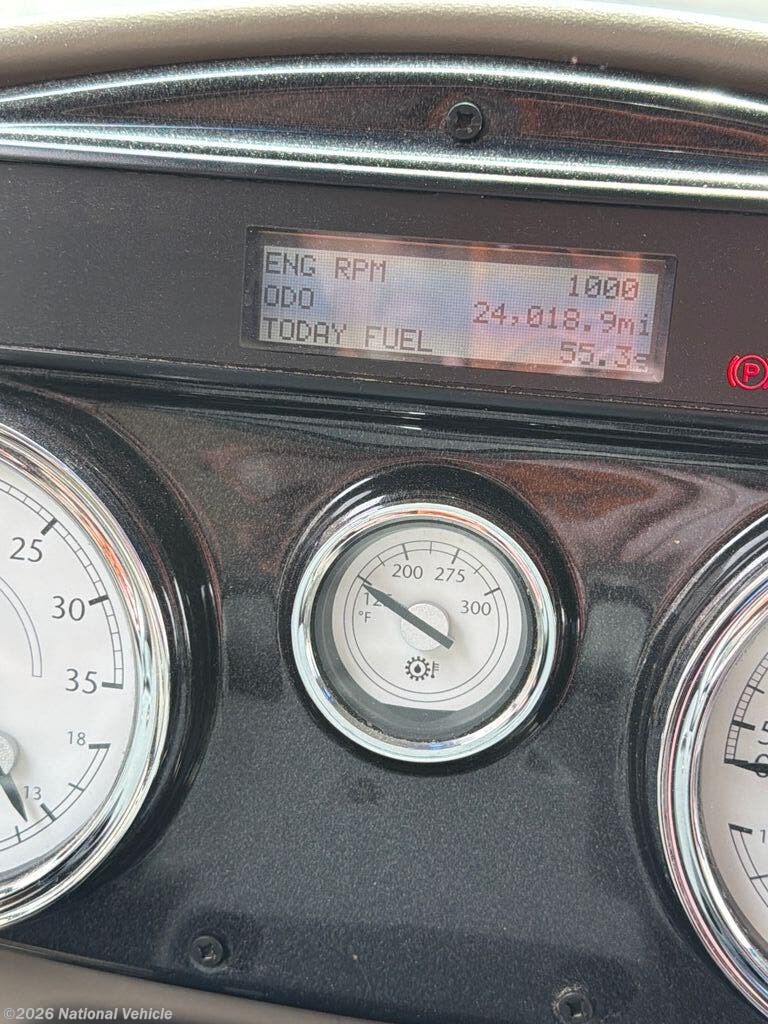 ENG RPM 1000
ODO 24,018.9mi
TODAY FUEL 55.3g
P
25
30
35
18
13
200 275
300
°F
©2026 National Vehicle